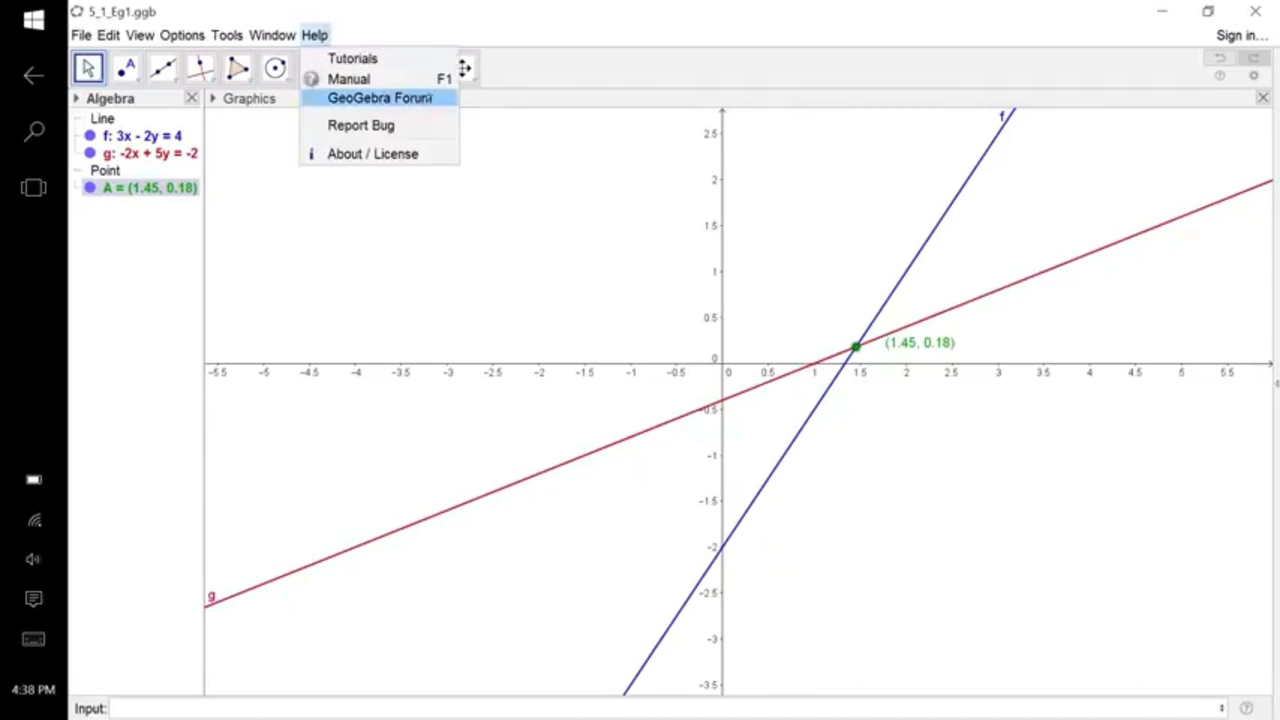 5_1_Eg1.ggb
File Edit View Options Tools Window Help
Sign in...
Tutorials
Manual F1
GeoGebra Forum
Report Bug
About / License
Algebra
Graphics
Line
f: 3x - 2y = 4
g: -2x + 5y = -2
Point
A = (1.45, 0.18)
f
2.5
2
1.5
1
0.5
0
(1.45, 0.18)
-5.5 -5 -4.5 -4 -3.5 -3 -2.5 -2 -1.5 -1 -0.5 0 0.5 1 1.5 2 2.5 3 3.5 4 4.5 5 5.5
-0.5
-1
-1.5
-2
-2.5
g
-3
-3.5
4:38 PM
Input: